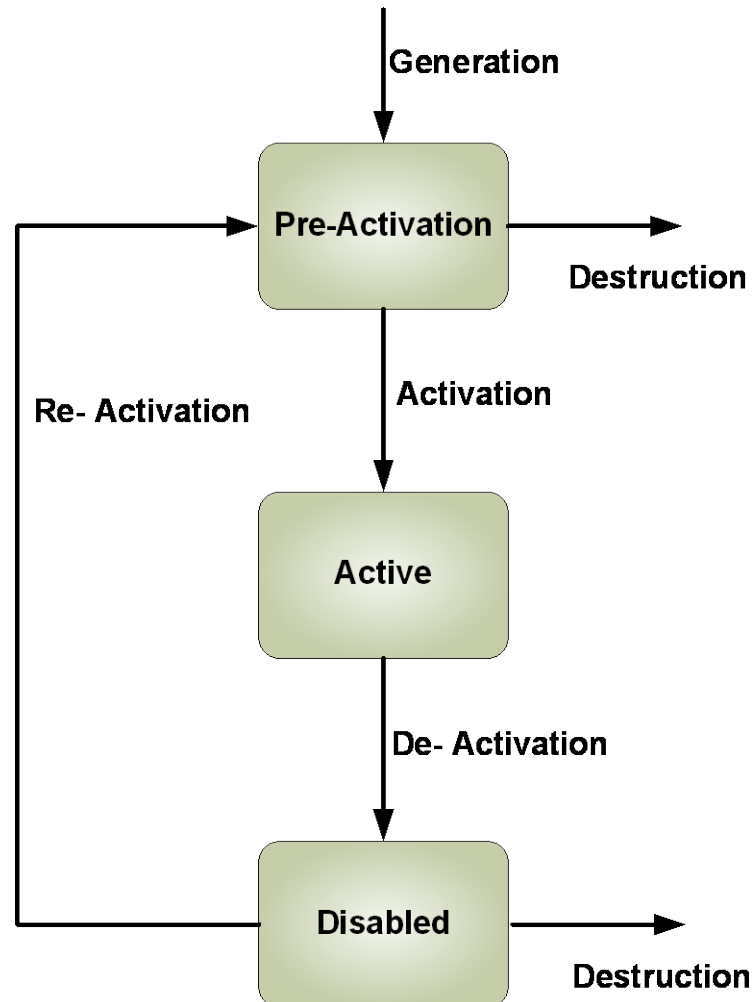 Generation
Pre-Activation
Destruction
Re- Activation
Activation
Active
De- Activation
Disabled
Destruction